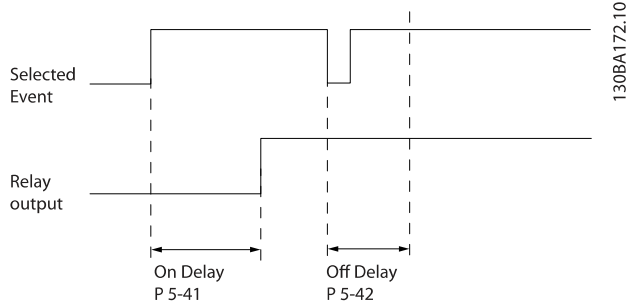 130BA172.10
Selected
Event
Relay
output
On Delay
P 5-41
Off Delay
P 5-42